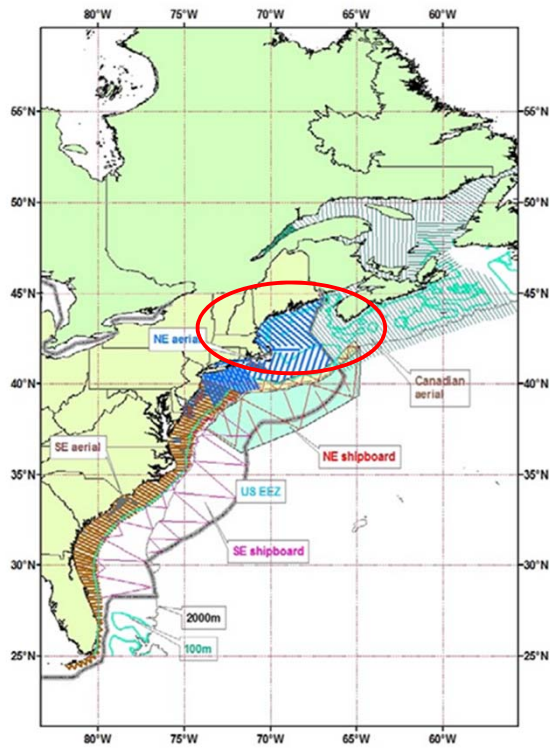 80°W 75°W 70°W 65°W 60°W
55°N 55°N
50°N 50°N
45°N 45°N
NE aerial
40°N 40°N
Canadian
aerial
SE aerial
NE shipboard
35°N 35°N
US EEZ
SE shipboard
30°N 30°N
2000m
100m
25°N 25°N
80°W 75°W 70°W 65°W 60°W